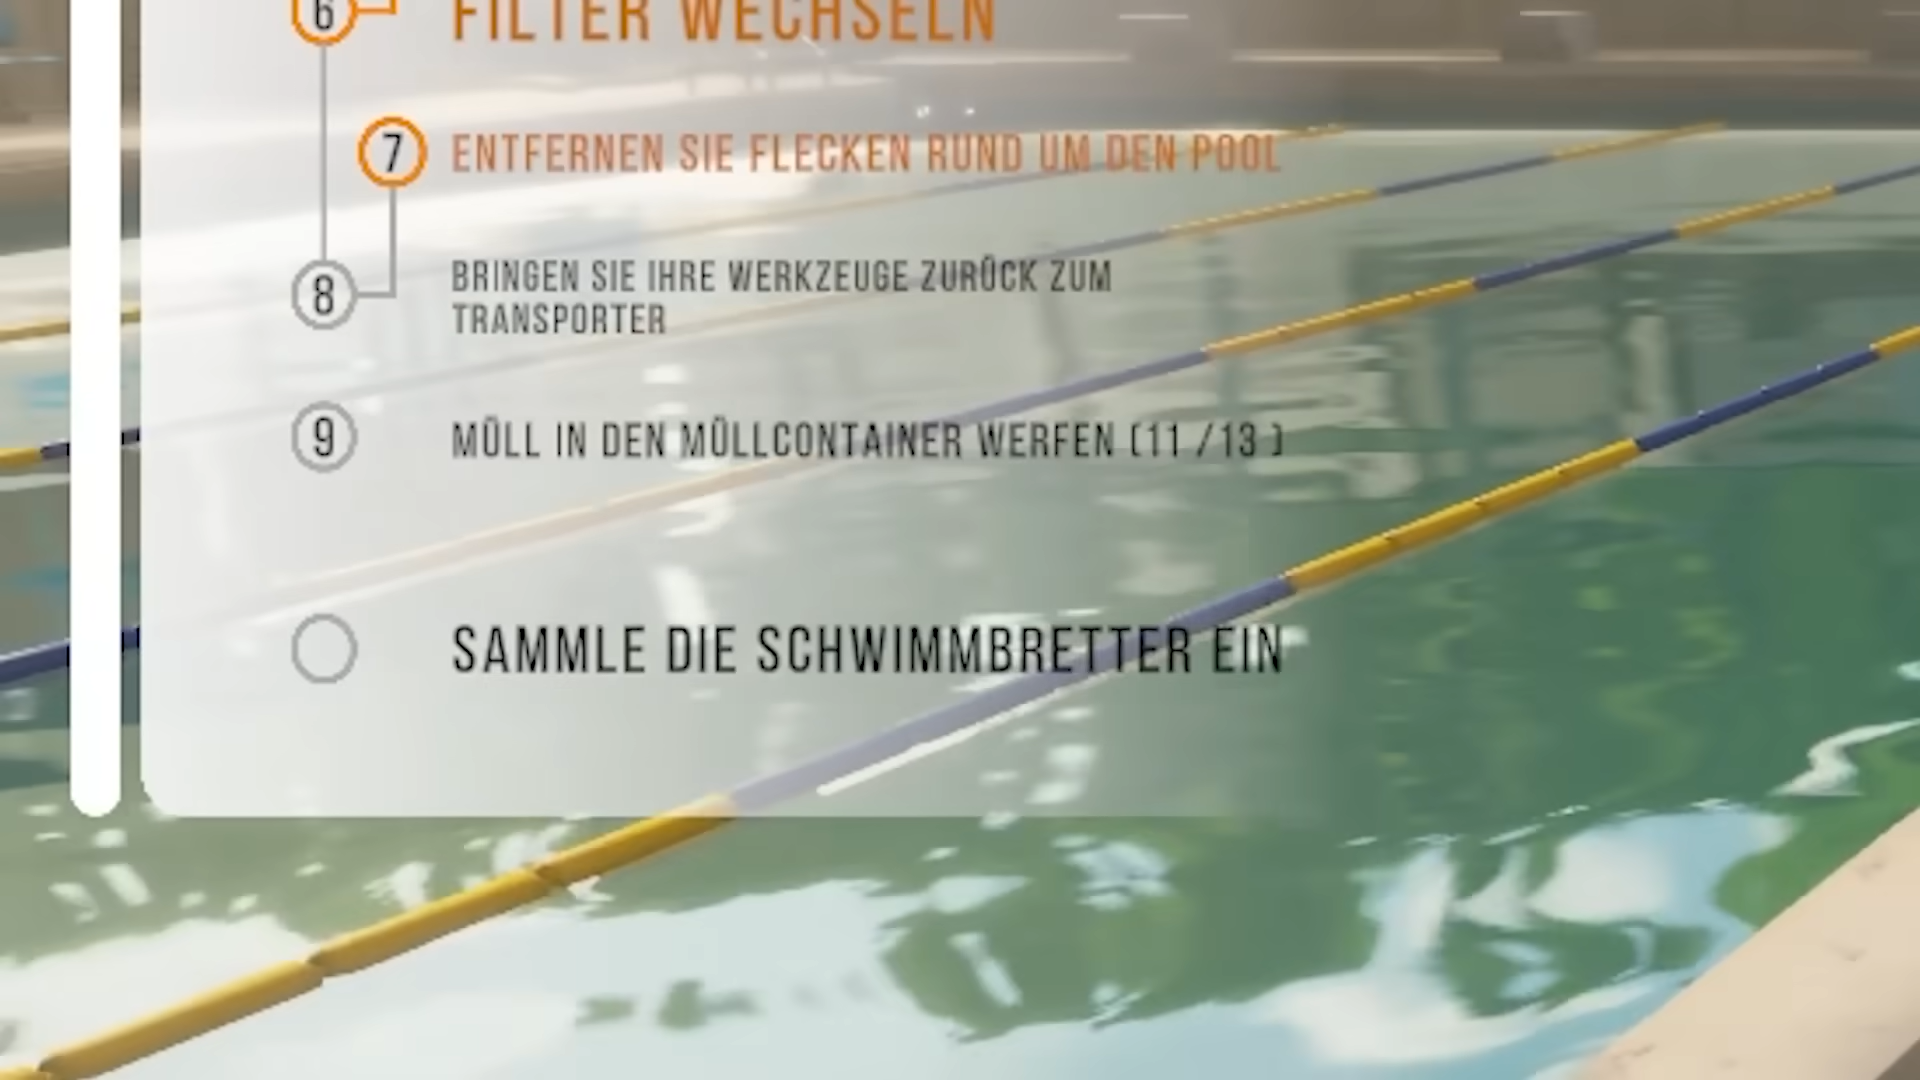 6 FILTER WECHSELN
7 ENTFERNEN SIE FLECKEN RUND UM DEN POOL
8 BRINGEN SIE IHRE WERKZEUGE ZURÜCK ZUM
TRANSPORTER
9 MÜLL IN DEN MÜLLCONTAINER WERFEN (11 /13 )
SAMMLE DIE SCHWIMMBRETTER EIN